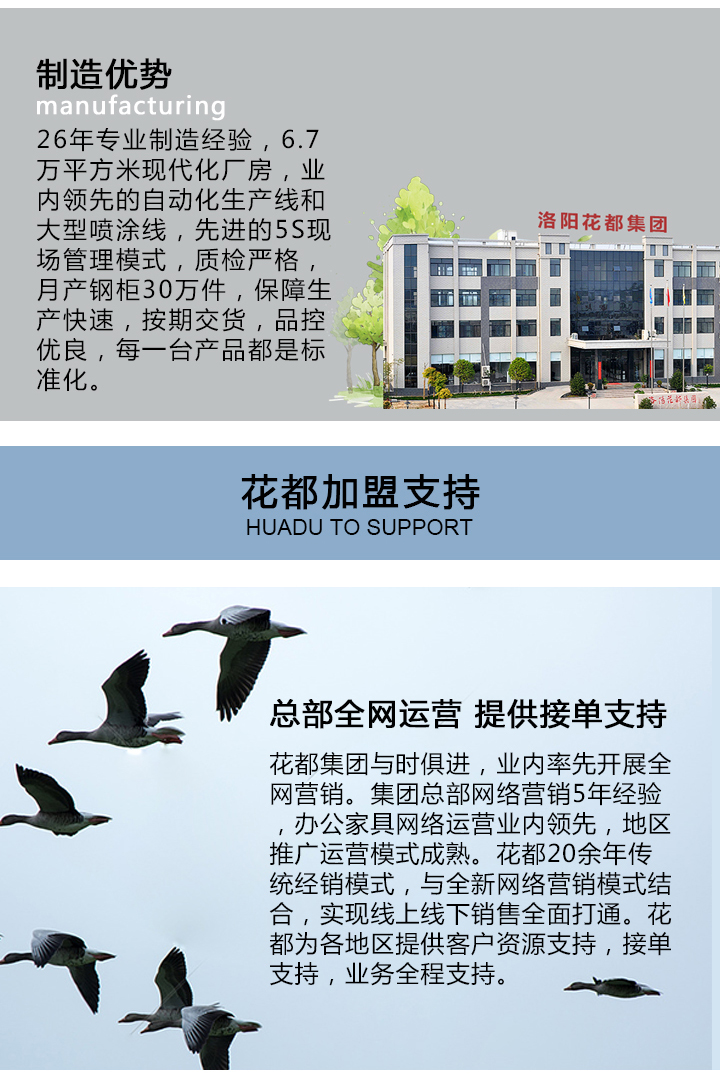 制造优势
manufacturing
26年专业制造经验，6.7
万平方米现代化厂房，业
内领先的自动化生产线和
大型喷涂线，先进的5S现
场管理模式，质检严格，
月产钢柜30万件，保障生
产快速，按期交货，品控
优良，每一台产品都是标
准化。
洛阳花都集团
洛阳花都集团
花都加盟支持
HUADU TO SUPPORT
总部全网运营 提供接单支持
花都集团与时俱进，业内率先开展全
网营销。集团总部网络营销5年经验
，办公家具网络运营业内领先，地区
推广运营模式成熟。花都20余年传
统经销模式，与全新网络营销模式结
合，实现线上线下销售全面打通。花
都为各地区提供客户资源支持，接单
支持，业务全程支持。